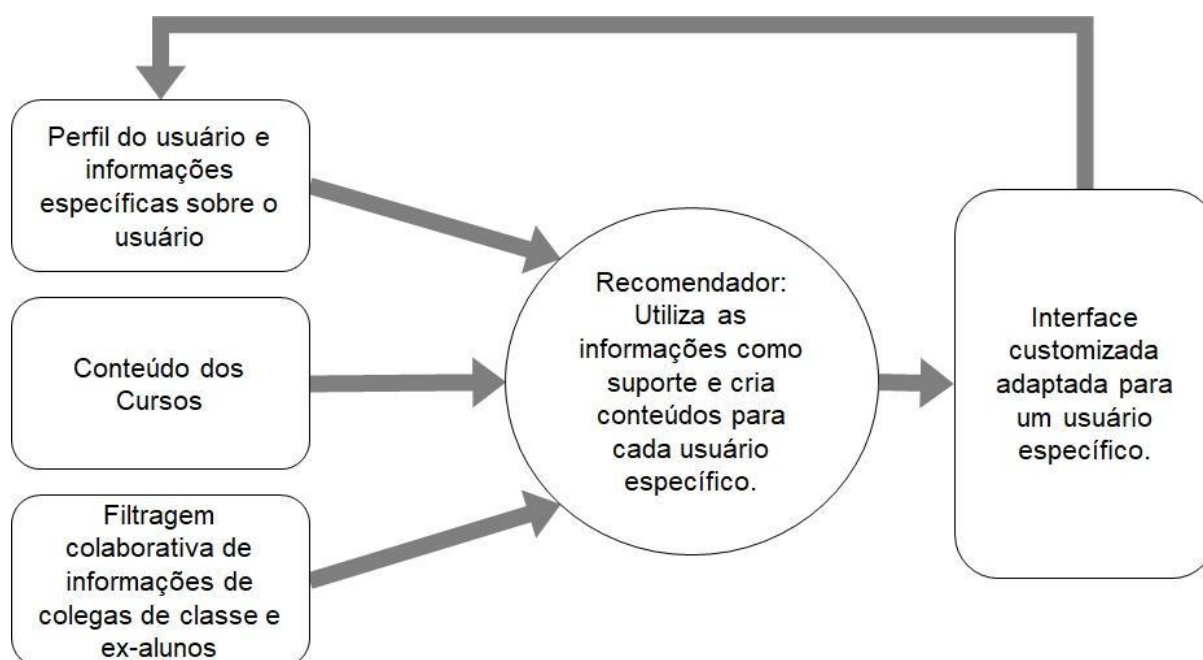 Perfil do usuário e
informações
específicas sobre o
usuário
Conteúdo dos
Cursos
Filtragem
colaborativa de
informações de
colegas de classe e
ex-alunos
Recomendador:
Utiliza as
informações como
suporte e cria
conteúdos para
cada usuário
específico.
Interface
customizada
adaptada para
um usuário
específico.